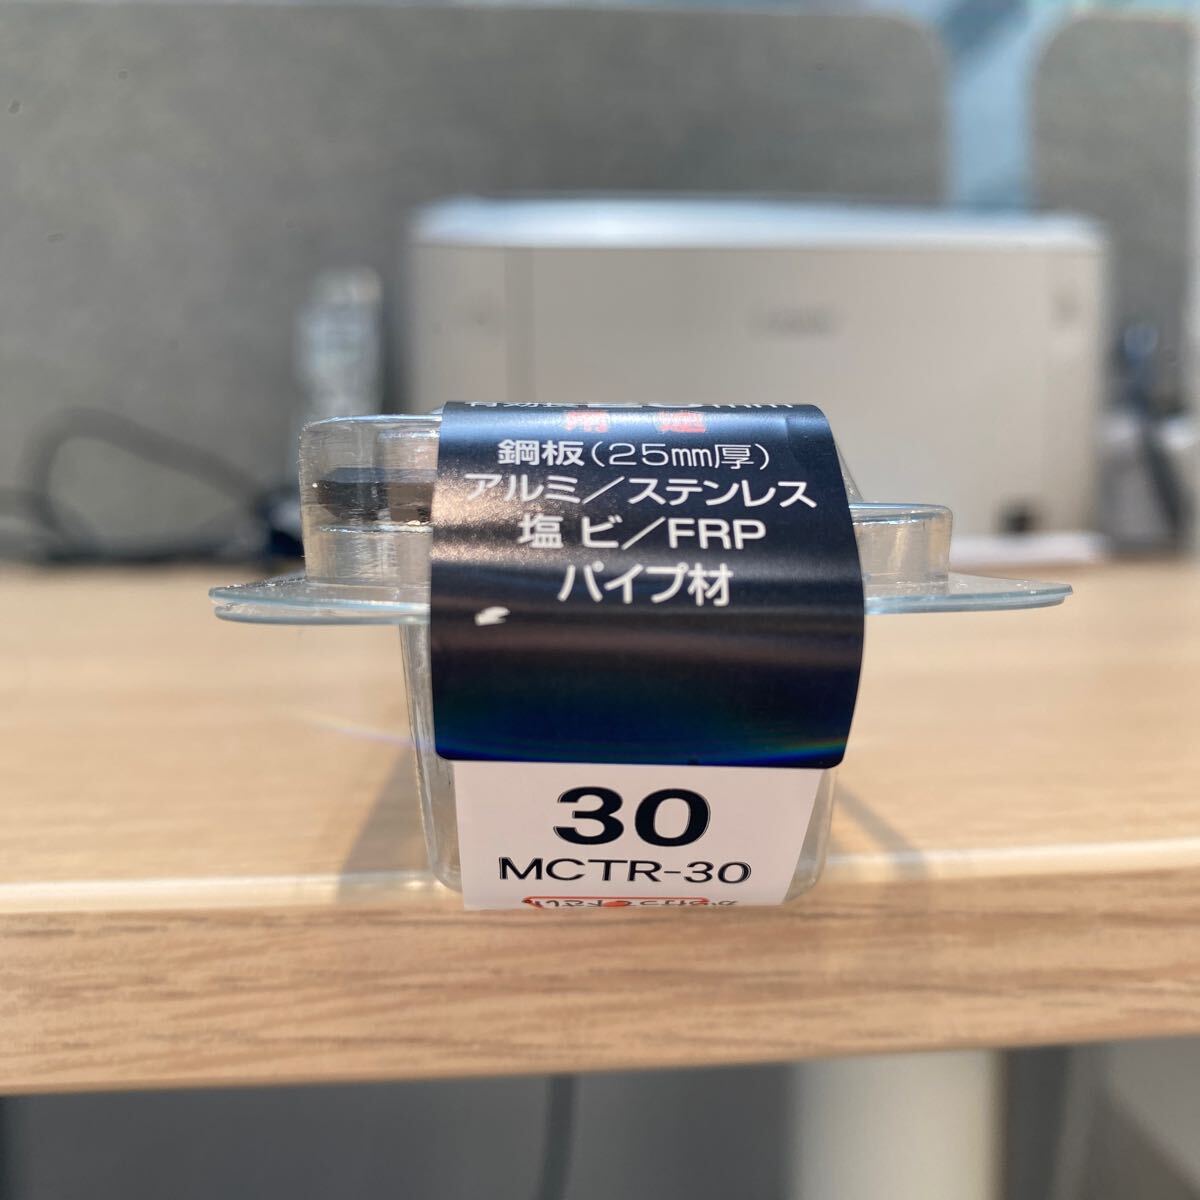 鋼板(25mm厚)
アルミ/ステンレス
塩ビ/FRP
パイプ材
30
MCTR-30